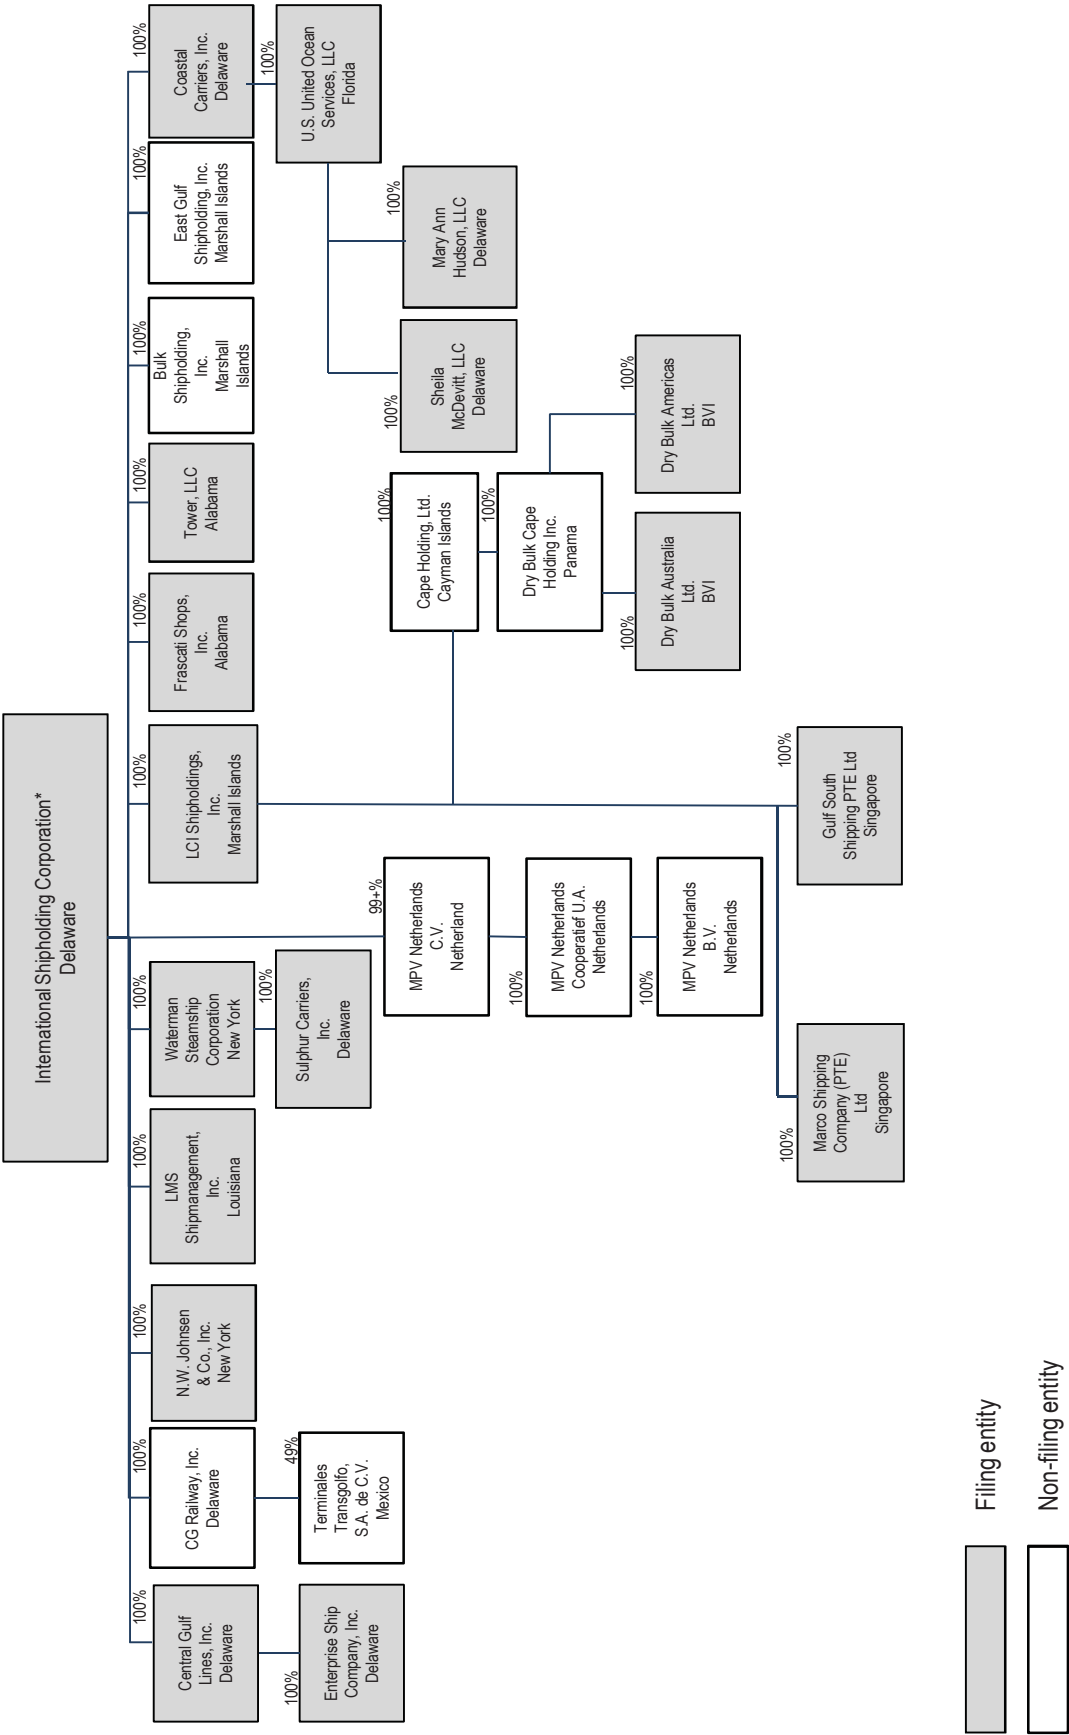 International Shipholding Corporation*
Delaware
100%
Central Gulf
Lines, Inc.
Delaware
100%
CG Railway, Inc.
Delaware
100%
N.W. Johnsen
& Co., Inc.
New York
100%
LMS
Shipmanagement,
Inc.
Louisiana
100%
Waterman
Steamship
Corporation
New York
100%
LCI Shipholdings,
Inc.
Marshall Islands
100%
Frascati Shops,
Inc.
Alabama
100%
Tower, LLC
Alabama
100%
Bulk
Shipholding,
Inc.
Marshall
Islands
100%
East Gulf
Shipholding, Inc.
Marshall Islands
100%
Coastal
Carriers, Inc.
Delaware
100%
Enterprise Ship
Company, Inc.
Delaware
49%
Terminales
Transgolfo,
S.A. de C.V.
Mexico
100%
Sulphur Carriers,
Inc.
Delaware
100%
U.S. United Ocean
Services, LLC
Florida
99+%
MPV Netherlands
C.V.
Netherland
100%
Cape Holding, Ltd.
Cayman Islands
100%
Sheila
McDevitt, LLC
Delaware
100%
Mary Ann
Hudson, LLC
Delaware
100%
MPV Netherlands
Cooperatief U.A.
Netherlands
100%
Dry Bulk Cape
Holding Inc.
Panama
100%
MPV Netherlands
B.V.
Netherlands
100%
Dry Bulk Australia
Ltd.
BVI
100%
Dry Bulk Americas
Ltd.
BVI
100%
Marco Shipping
Company (PTE)
Ltd
Singapore
100%
Gulf South
Shipping PTE Ltd
Singapore
Filing entity
Non-filing entity